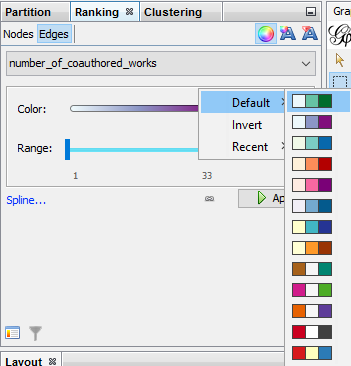 Partition Ranking Clustering Gra
Nodes Edges
number_of_coauthored_works
Color: Default
Invert
Range: Recent
1 33
Spline... Ap
Layout